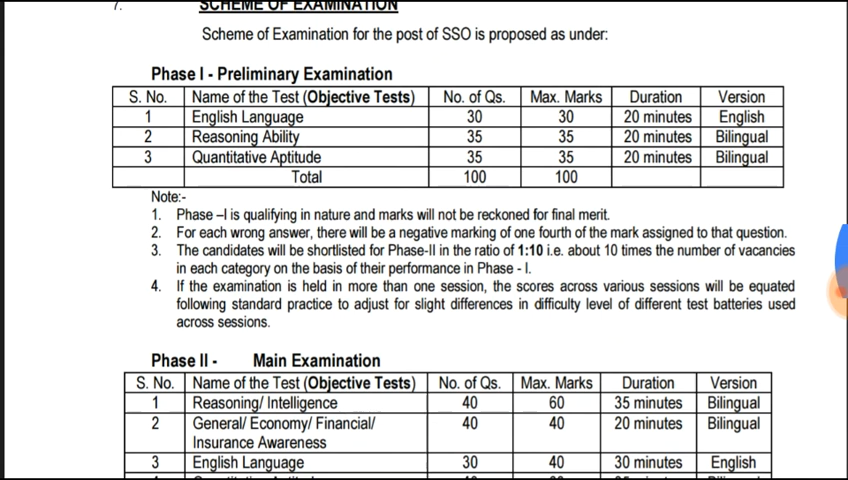 7. SCHEME OF EXAMINATION
Scheme of Examination for the post of SSO is proposed as under:
Phase I - Preliminary Examination
S. No. Name of the Test (Objective Tests) No. of Qs. Max. Marks Duration Version
1 English Language 30 30 20 minutes English
2 Reasoning Ability 35 35 20 minutes Bilingual
3 Quantitative Aptitude 35 35 20 minutes Bilingual
Total 100 100
Note:-
1. Phase –I is qualifying in nature and marks will not be reckoned for final merit.
2. For each wrong answer, there will be a negative marking of one fourth of the mark assigned to that question.
3. The candidates will be shortlisted for Phase-II in the ratio of 1:10 i.e. about 10 times the number of vacancies
in each category on the basis of their performance in Phase - I.
4. If the examination is held in more than one session, the scores across various sessions will be equated
following standard practice to adjust for slight differences in difficulty level of different test batteries used
across sessions.
Phase II - Main Examination
S. No. Name of the Test (Objective Tests) No. of Qs. Max. Marks Duration Version
1 Reasoning/ Intelligence 40 60 35 minutes Bilingual
2 General/ Economy/ Financial/ 40 40 20 minutes Bilingual
Insurance Awareness
3 English Language 30 40 30 minutes English